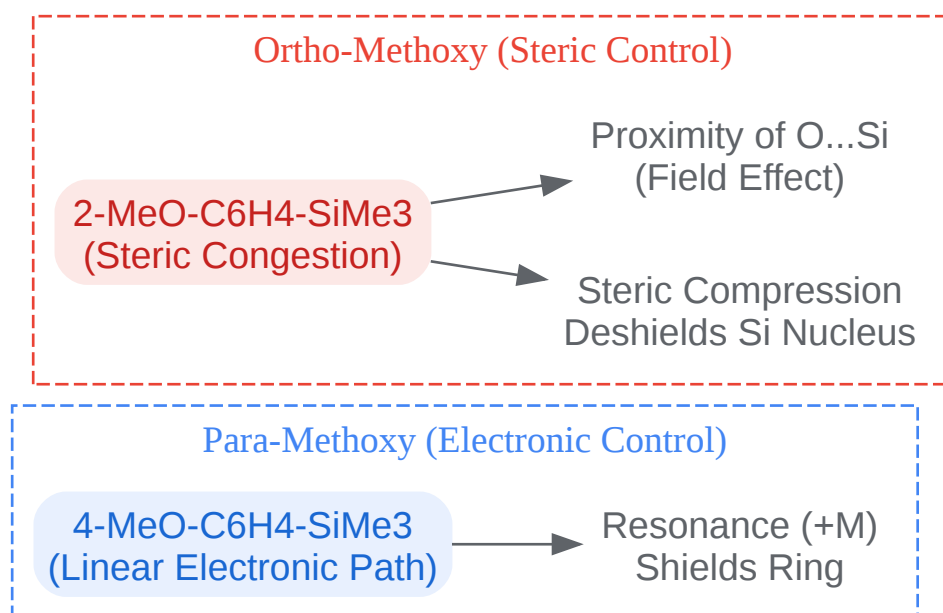 Ortho-Methoxy (Steric Control)
Proximity of O...Si
(Field Effect)
2-MeO-C6H4-SiMe3
(Steric Congestion)
Steric Compression
Deshields Si Nucleus
Para-Methoxy (Electronic Control)
4-MeO-C6H4-SiMe3
(Linear Electronic Path)
Resonance (+M)
Shields Ring